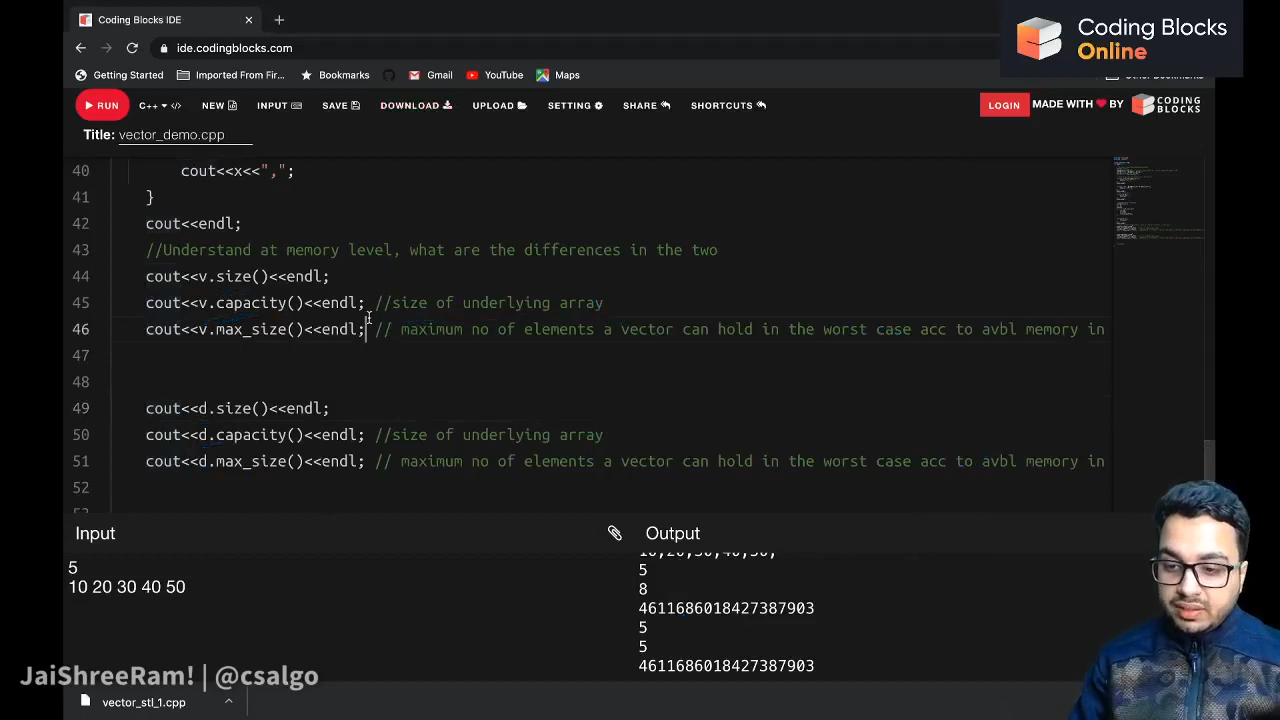 Coding Blocks IDE
Coding Blocks
Online
ide.codingblocks.com
Getting Started
Imported From Fir...
Bookmarks
Gmail
YouTube
Maps
Other Bookmarks
RUN
C++
NEW
INPUT
SAVE
DOWNLOAD
UPLOAD
SETTING
SHARE
SHORTCUTS
LOGIN
MADE WITH
BY
CODING
BLOCKS
Title: vector_demo.cpp
40 cout<<x<<",";
41 }
42 cout<<endl;
43 //Understand at memory level, what are the differences in the two
44 cout<<v.size()<<endl;
45 cout<<v.capacity()<<endl; //size of underlying array
46 cout<<v.max_size()<<endl; // maximum no of elements a vector can hold in the worst case acc to avbl memory in
47
48
49 cout<<d.size()<<endl;
50 cout<<d.capacity()<<endl; //size of underlying array
51 cout<<d.max_size()<<endl; // maximum no of elements a vector can hold in the worst case acc to avbl memory in
52
Input
5
10 20 30 40 50
Output
10,20,30,40,50,
5
8
4611686018427387903
5
5
4611686018427387903
JaiShreeRam! | @csalgo
vector_stl_1.cpp